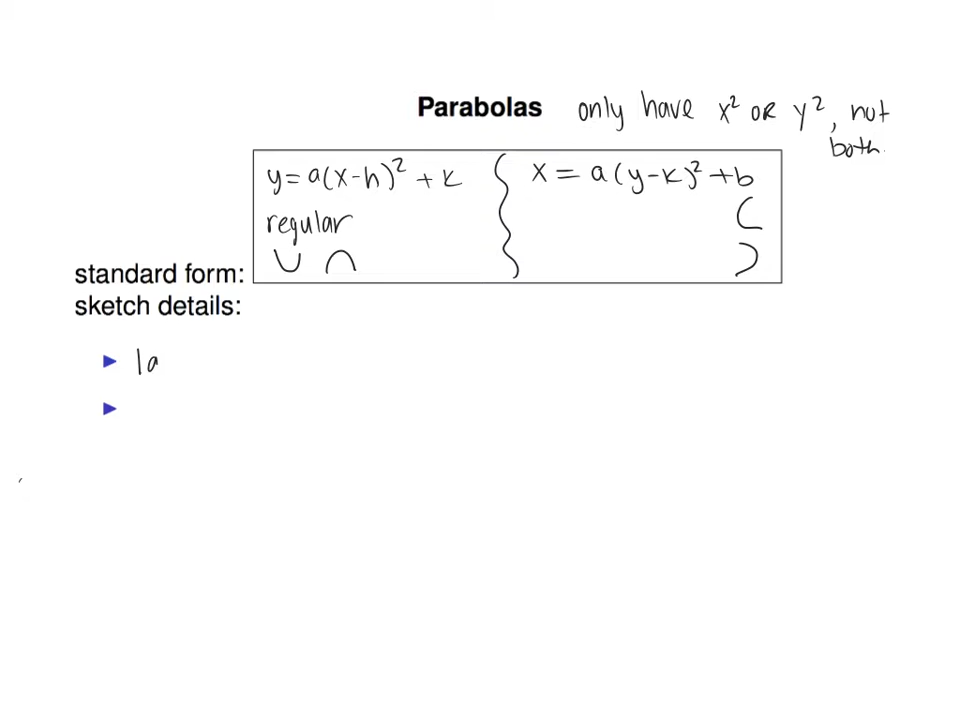 Parabolas only have x² OR y², not both.
y = a(x-h)² + k
x = a(y-k)² + b
regular
standard form:
sketch details:
▶ |a
▶